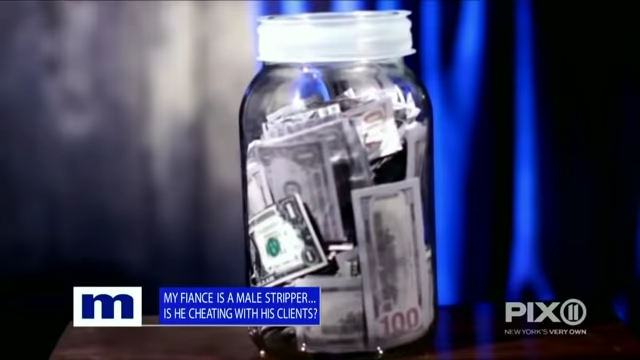 100
m
MY FIANCE IS A MALE STRIPPER...
IS HE CHEATING WITH HIS CLIENTS?
PIX11
NEW YORK'S VERY OWN